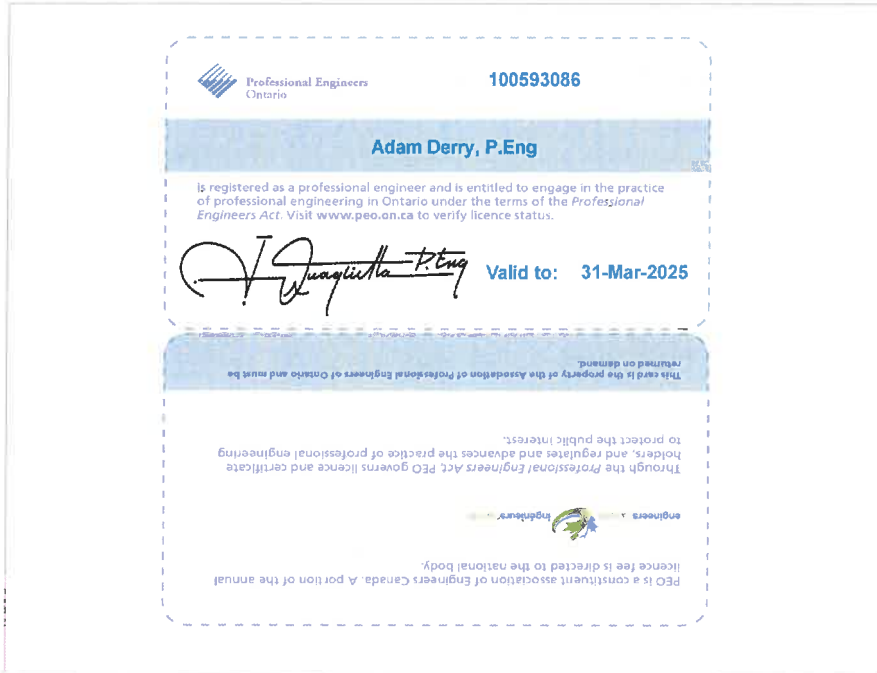 Professional Engineers
Ontario
100593086
Adam Derry, P.Eng
is registered as a professional engineer and is entitled to engage in the practice
of professional engineering in Ontario under the terms of the Professional
Engineers Act. Visit www.peo.on.ca to verify licence status.
J Quaglietta P.Eng
Valid to: 31-Mar-2025
PEO is a constituent association of Engineers Canada. A portion of the annual
licence fee is directed to the national body.
engineers
ingénieurs
Through the Professional Engineers Act, PEO governs licence and certificate
holders, and regulates and advances the practice of professional engineering
to protect the public interest.
This card is the property of the Association of Professional Engineers of Ontario and must be
returned on demand.